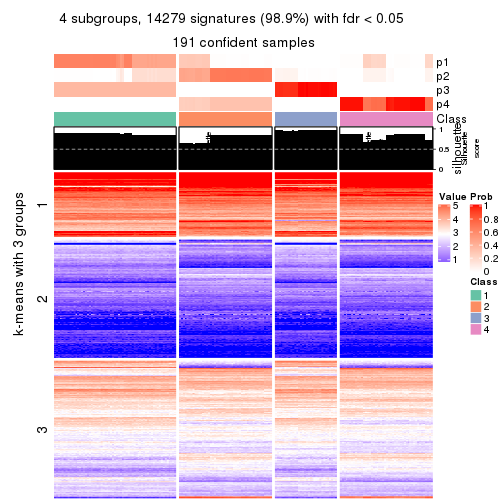 4 subgroups, 14279 signatures (98.9%) with fdr < 0.05
191 confident samples
p1
p2
p3
p4
Class
1
0.5
0
silhouette
Silhouette
score
k-means with 3 groups
1
2
3
Value
5
4
3
2
1
Prob
1
0.8
0.6
0.4
0.2
0
Class
1
2
3
4